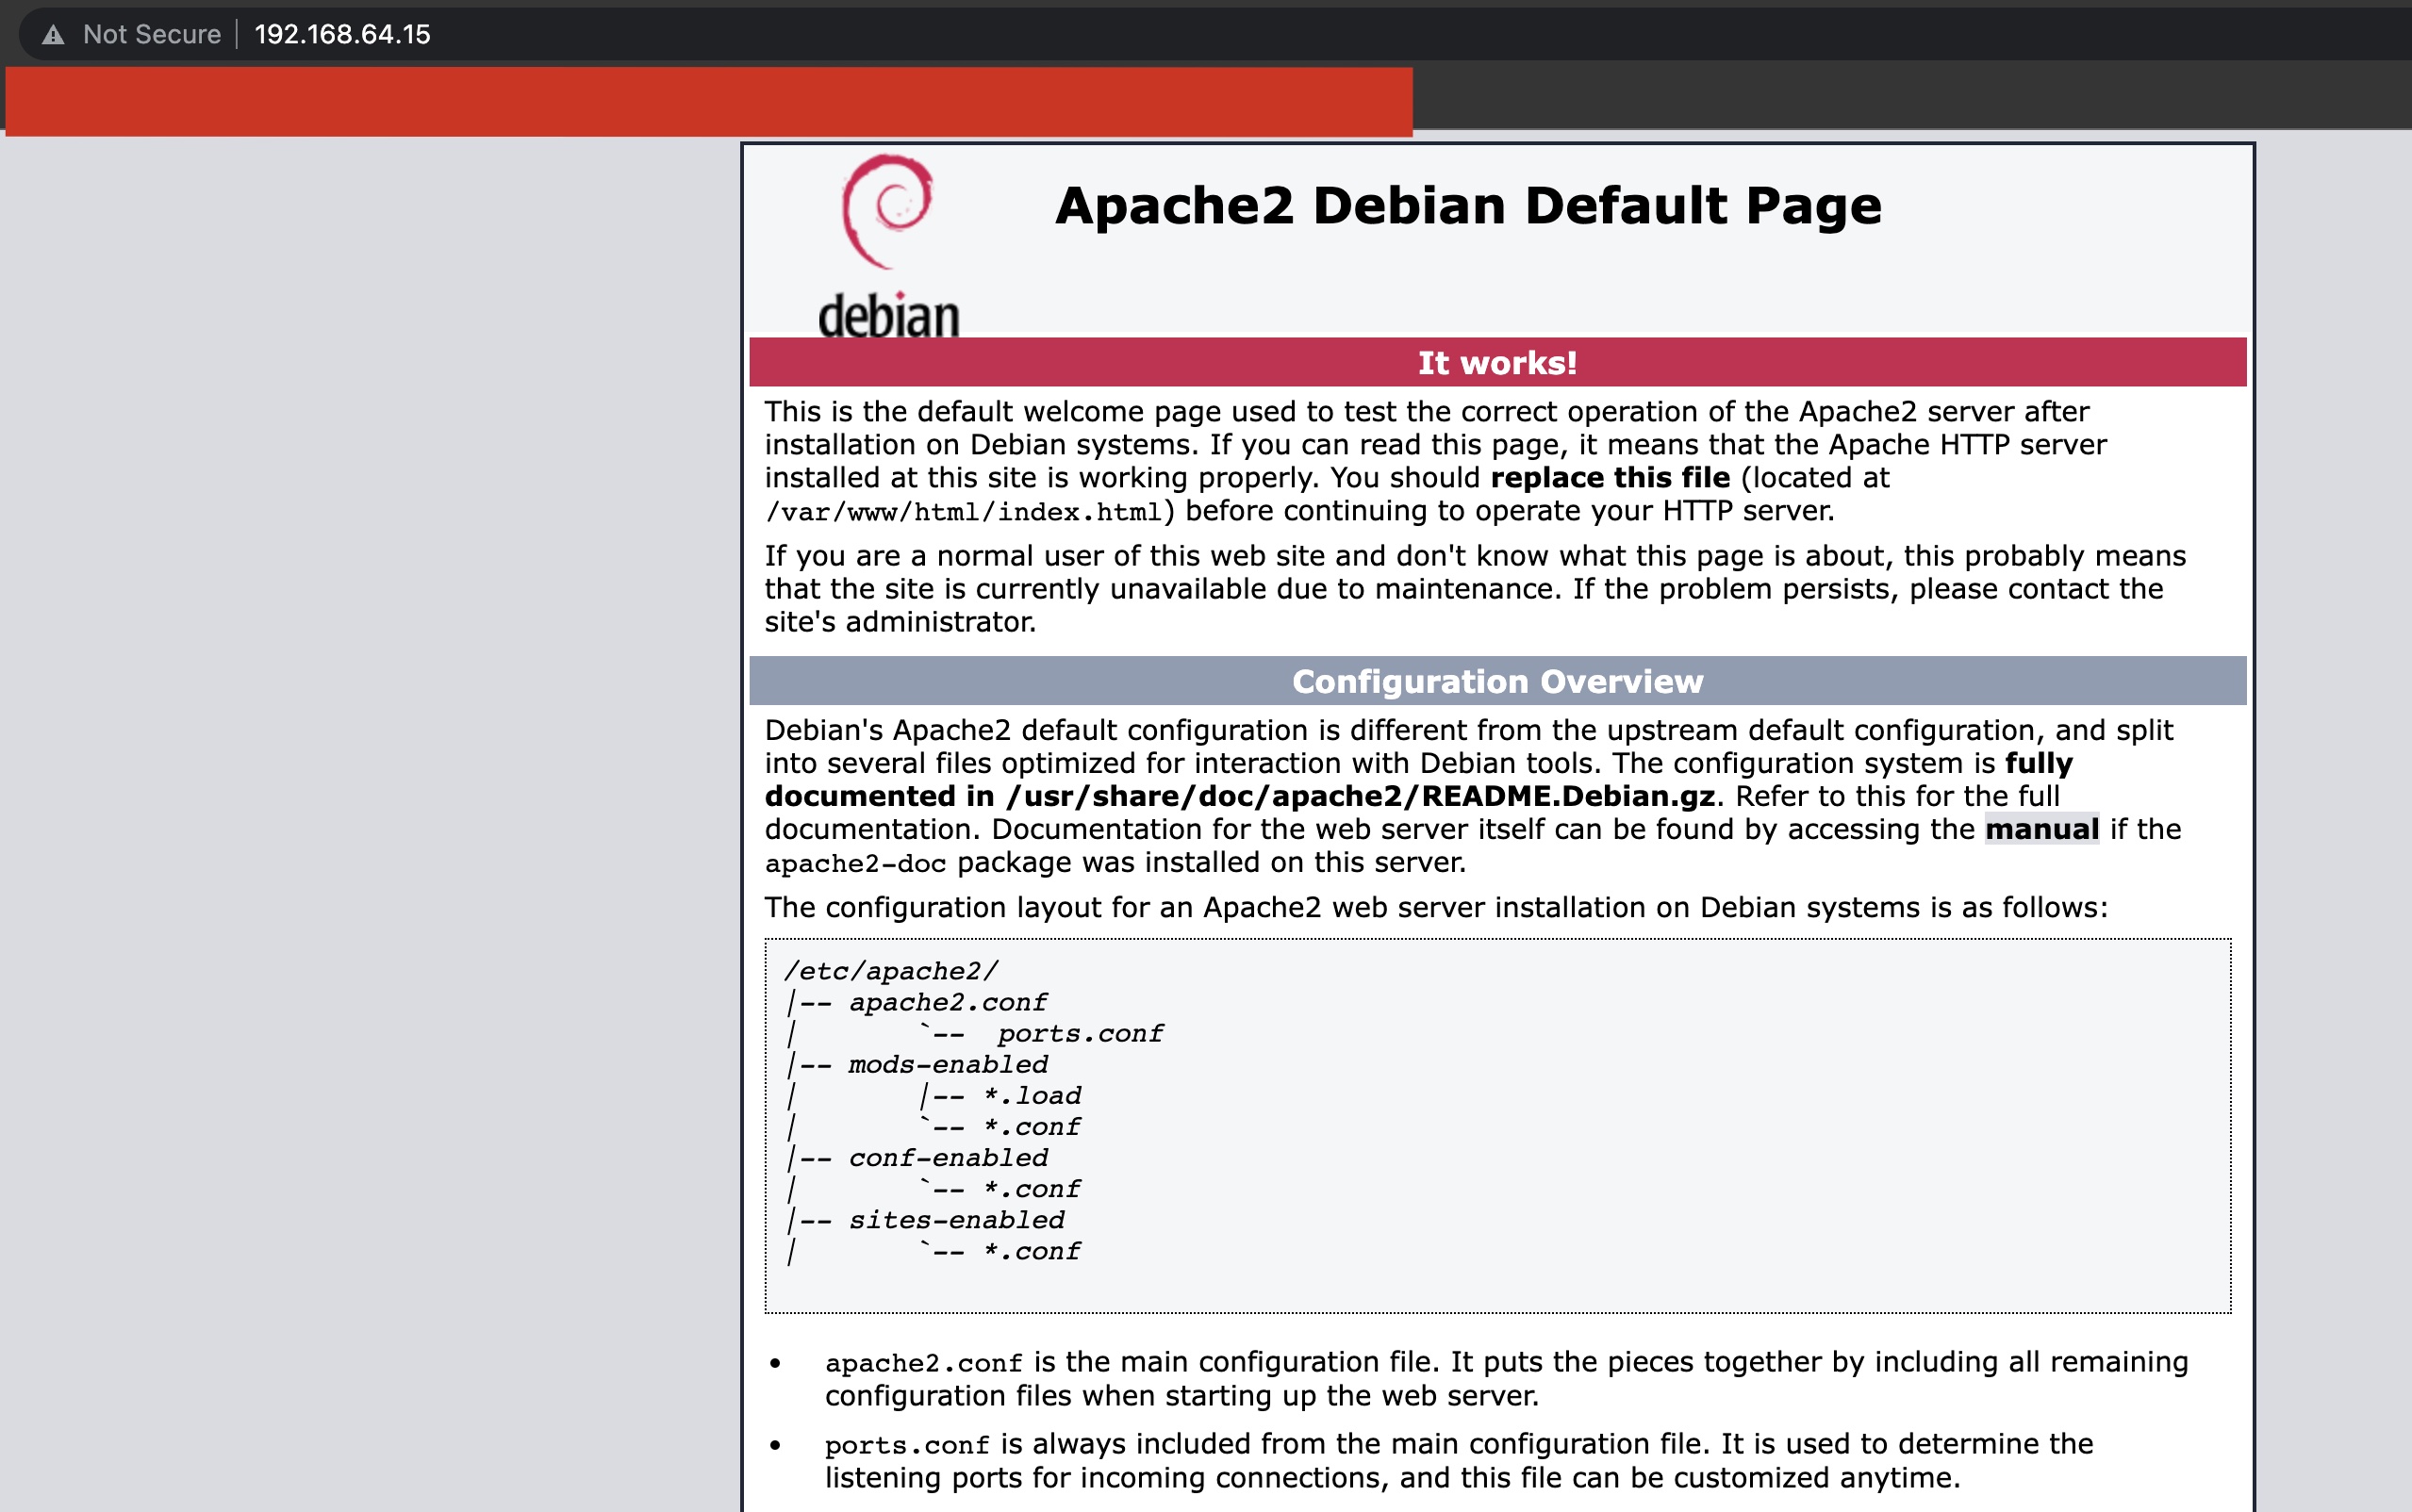 Not Secure 192.168.64.15
Apache2 Debian Default Page
debian
It works!
This is the default welcome page used to test the correct operation of the Apache2 server after
installation on Debian systems. If you can read this page, it means that the Apache HTTP server
installed at this site is working properly. You should replace this file (located at
/var/www/html/index.html) before continuing to operate your HTTP server.
If you are a normal user of this web site and don't know what this page is about, this probably means
that the site is currently unavailable due to maintenance. If the problem persists, please contact the
site's administrator.
Configuration Overview
Debian's Apache2 default configuration is different from the upstream default configuration, and split
into several files optimized for interaction with Debian tools. The configuration system is fully
documented in /usr/share/doc/apache2/README.Debian.gz. Refer to this for the full
documentation. Documentation for the web server itself can be found by accessing the manual if the
apache2-doc package was installed on this server.
The configuration layout for an Apache2 web server installation on Debian systems is as follows:
/etc/apache2/
|-- apache2.conf
|       `--  ports.conf
|-- mods-enabled
|       |-- *.load
|       `-- *.conf
|-- conf-enabled
|       `-- *.conf
|-- sites-enabled
|       `-- *.conf
• apache2.conf is the main configuration file. It puts the pieces together by including all remaining
configuration files when starting up the web server.
• ports.conf is always included from the main configuration file. It is used to determine the
listening ports for incoming connections, and this file can be customized anytime.